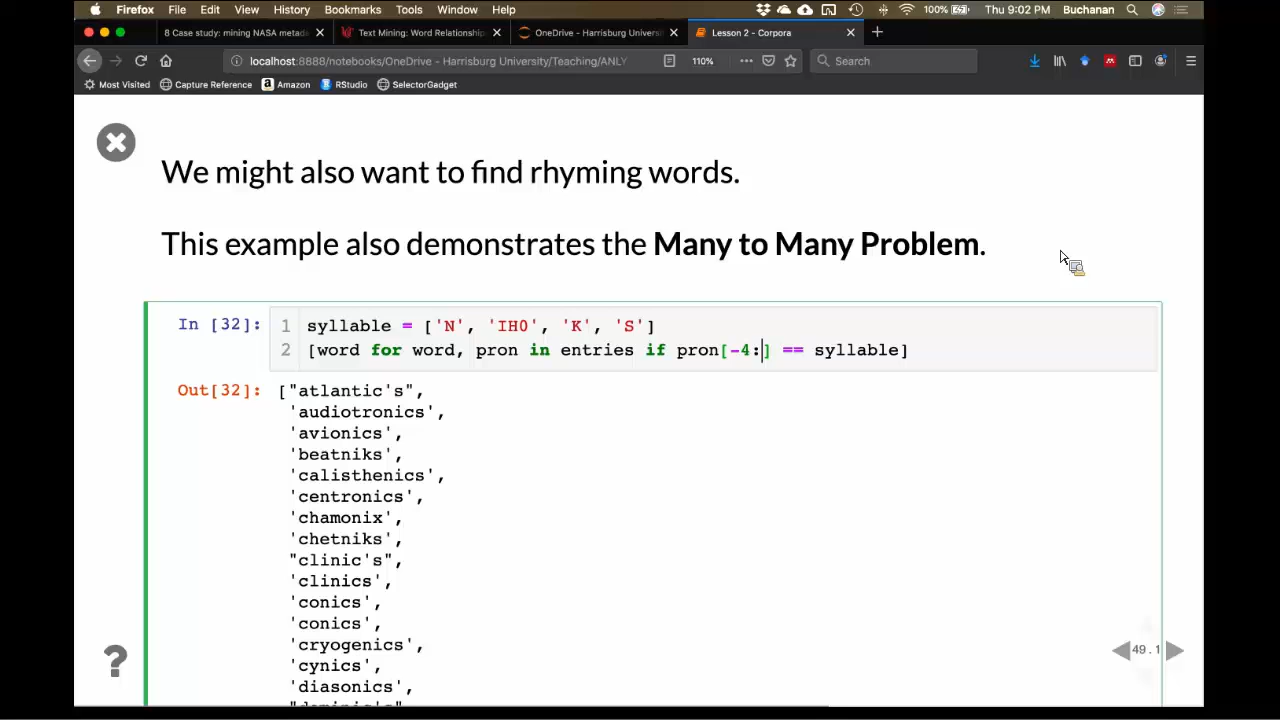 Firefox File Edit View History Bookmarks Tools Window Help 100% Thu 9:02 PM Buchanan
8 Case study: mining NASA metad Text Mining: Word Relationship OneDrive - Harrisburg Universi Lesson 2 - Corpora
localhost:8888/notebooks/OneDrive - Harrisburg University/Teaching/ANLY 110% Search
Most Visited Capture Reference Amazon RStudio SelectorGadget
We might also want to find rhyming words.
This example also demonstrates the Many to Many Problem.
In [32]: 1 syllable = ['N', 'IH0', 'K', 'S']
2 [word for word, pron in entries if pron[-4:] == syllable]
Out[32]: ["atlantic's",
'audiotronics',
'avionics',
'beatniks',
'calisthenics',
'centronics',
'chamonix',
'chetniks',
"clinic's",
'clinics',
'conics',
'conics',
'cryogenics',
'cynics',
'diasonics',
?
49 . 1